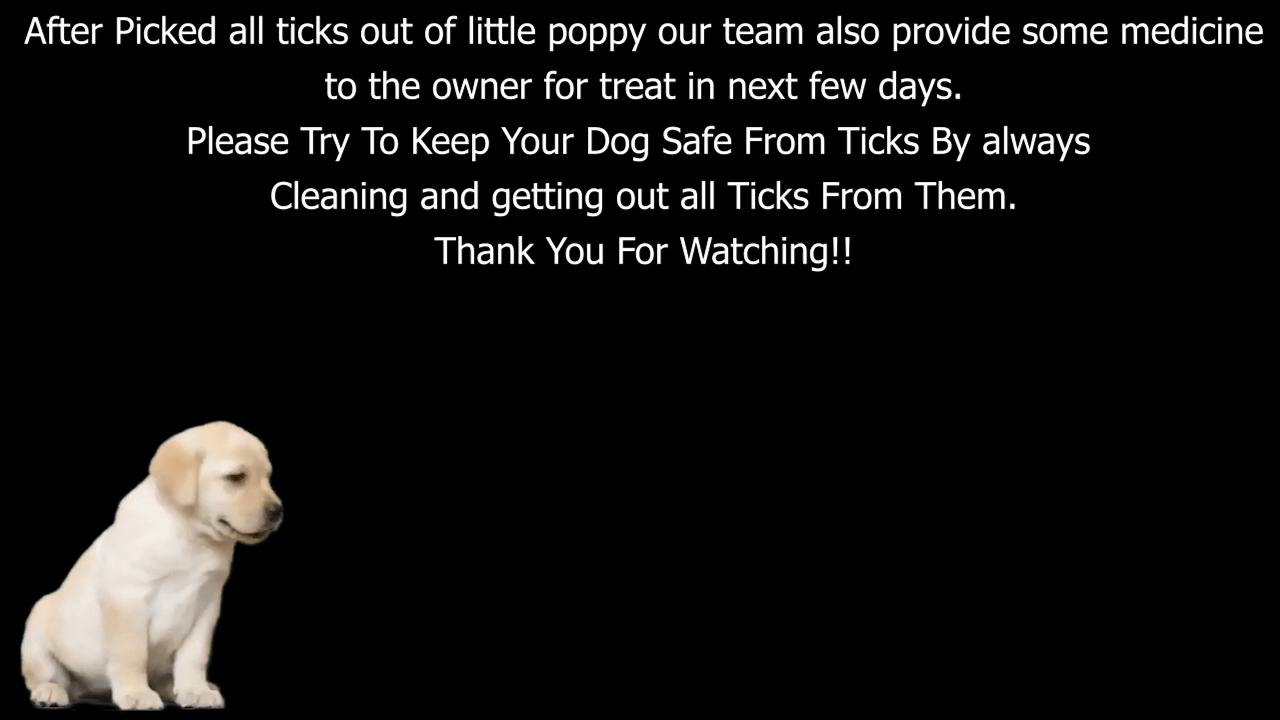 After Picked all ticks out of little poppy our team also provide some medicine
to the owner for treat in next few days.
Please Try To Keep Your Dog Safe From Ticks By always
Cleaning and getting out all Ticks From Them.
Thank You For Watching!!